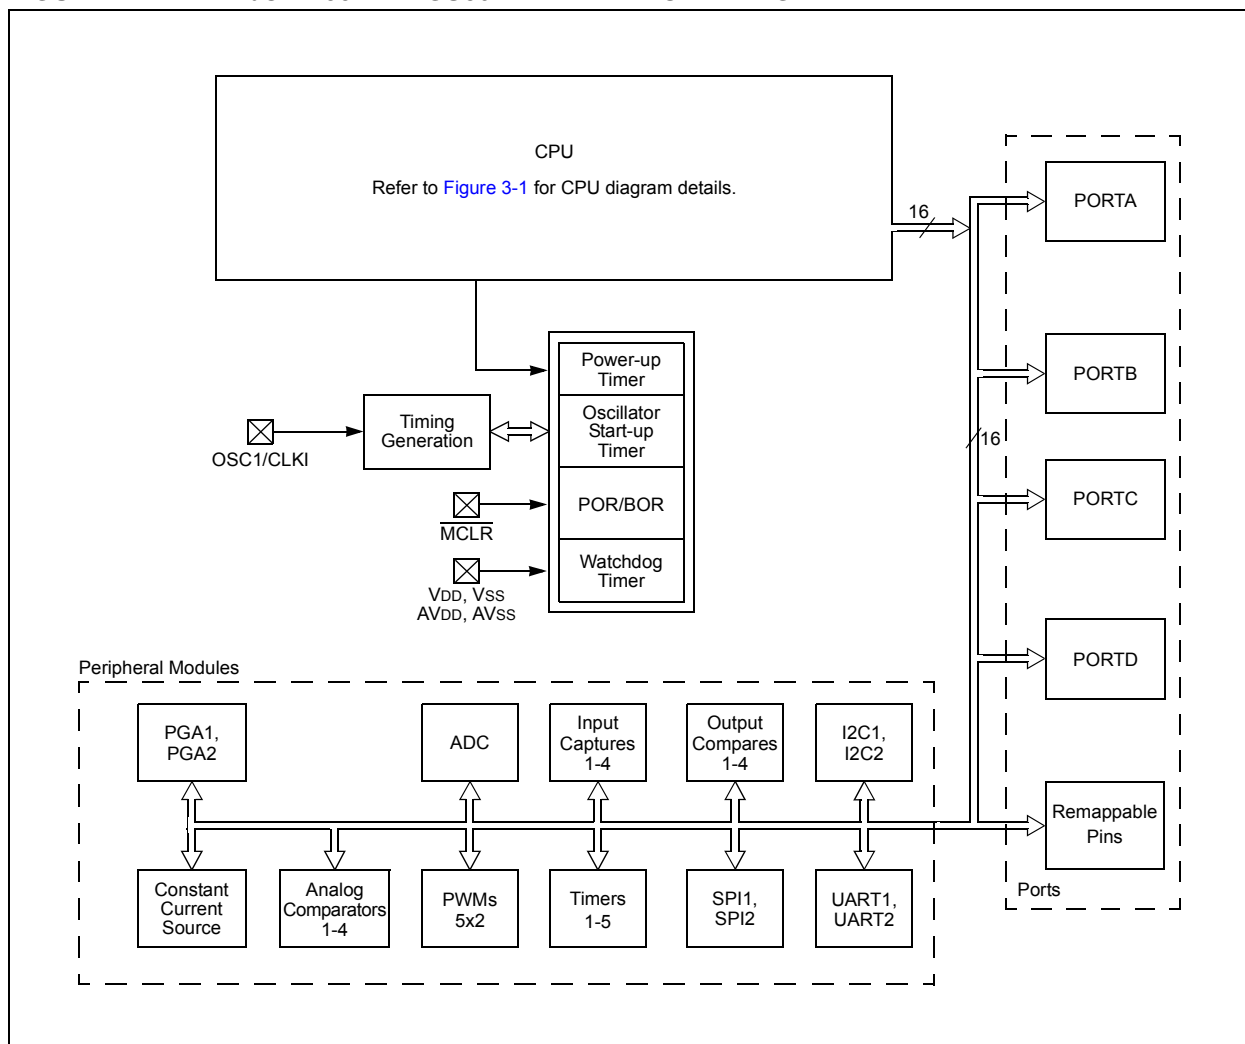 CPU
Refer to Figure 3-1 for CPU diagram details.
16
PORTA
Power-up
Timer
PORTB
Timing
Generation
Oscillator
Start-up
Timer
16
OSC1/CLKI
PORTC
POR/BOR
MCLR
Watchdog
Timer
VDD, VSS
AVDD, AVSS
PORTD
Peripheral Modules
PGA1,
PGA2
ADC
Input
Captures
1-4
Output
Compares
1-4
I2C1,
I2C2
Remappable
Pins
Constant
Current
Source
Analog
Comparators
1-4
PWMs
5x2
Timers
1-5
SPI1,
SPI2
UART1,
UART2
Ports